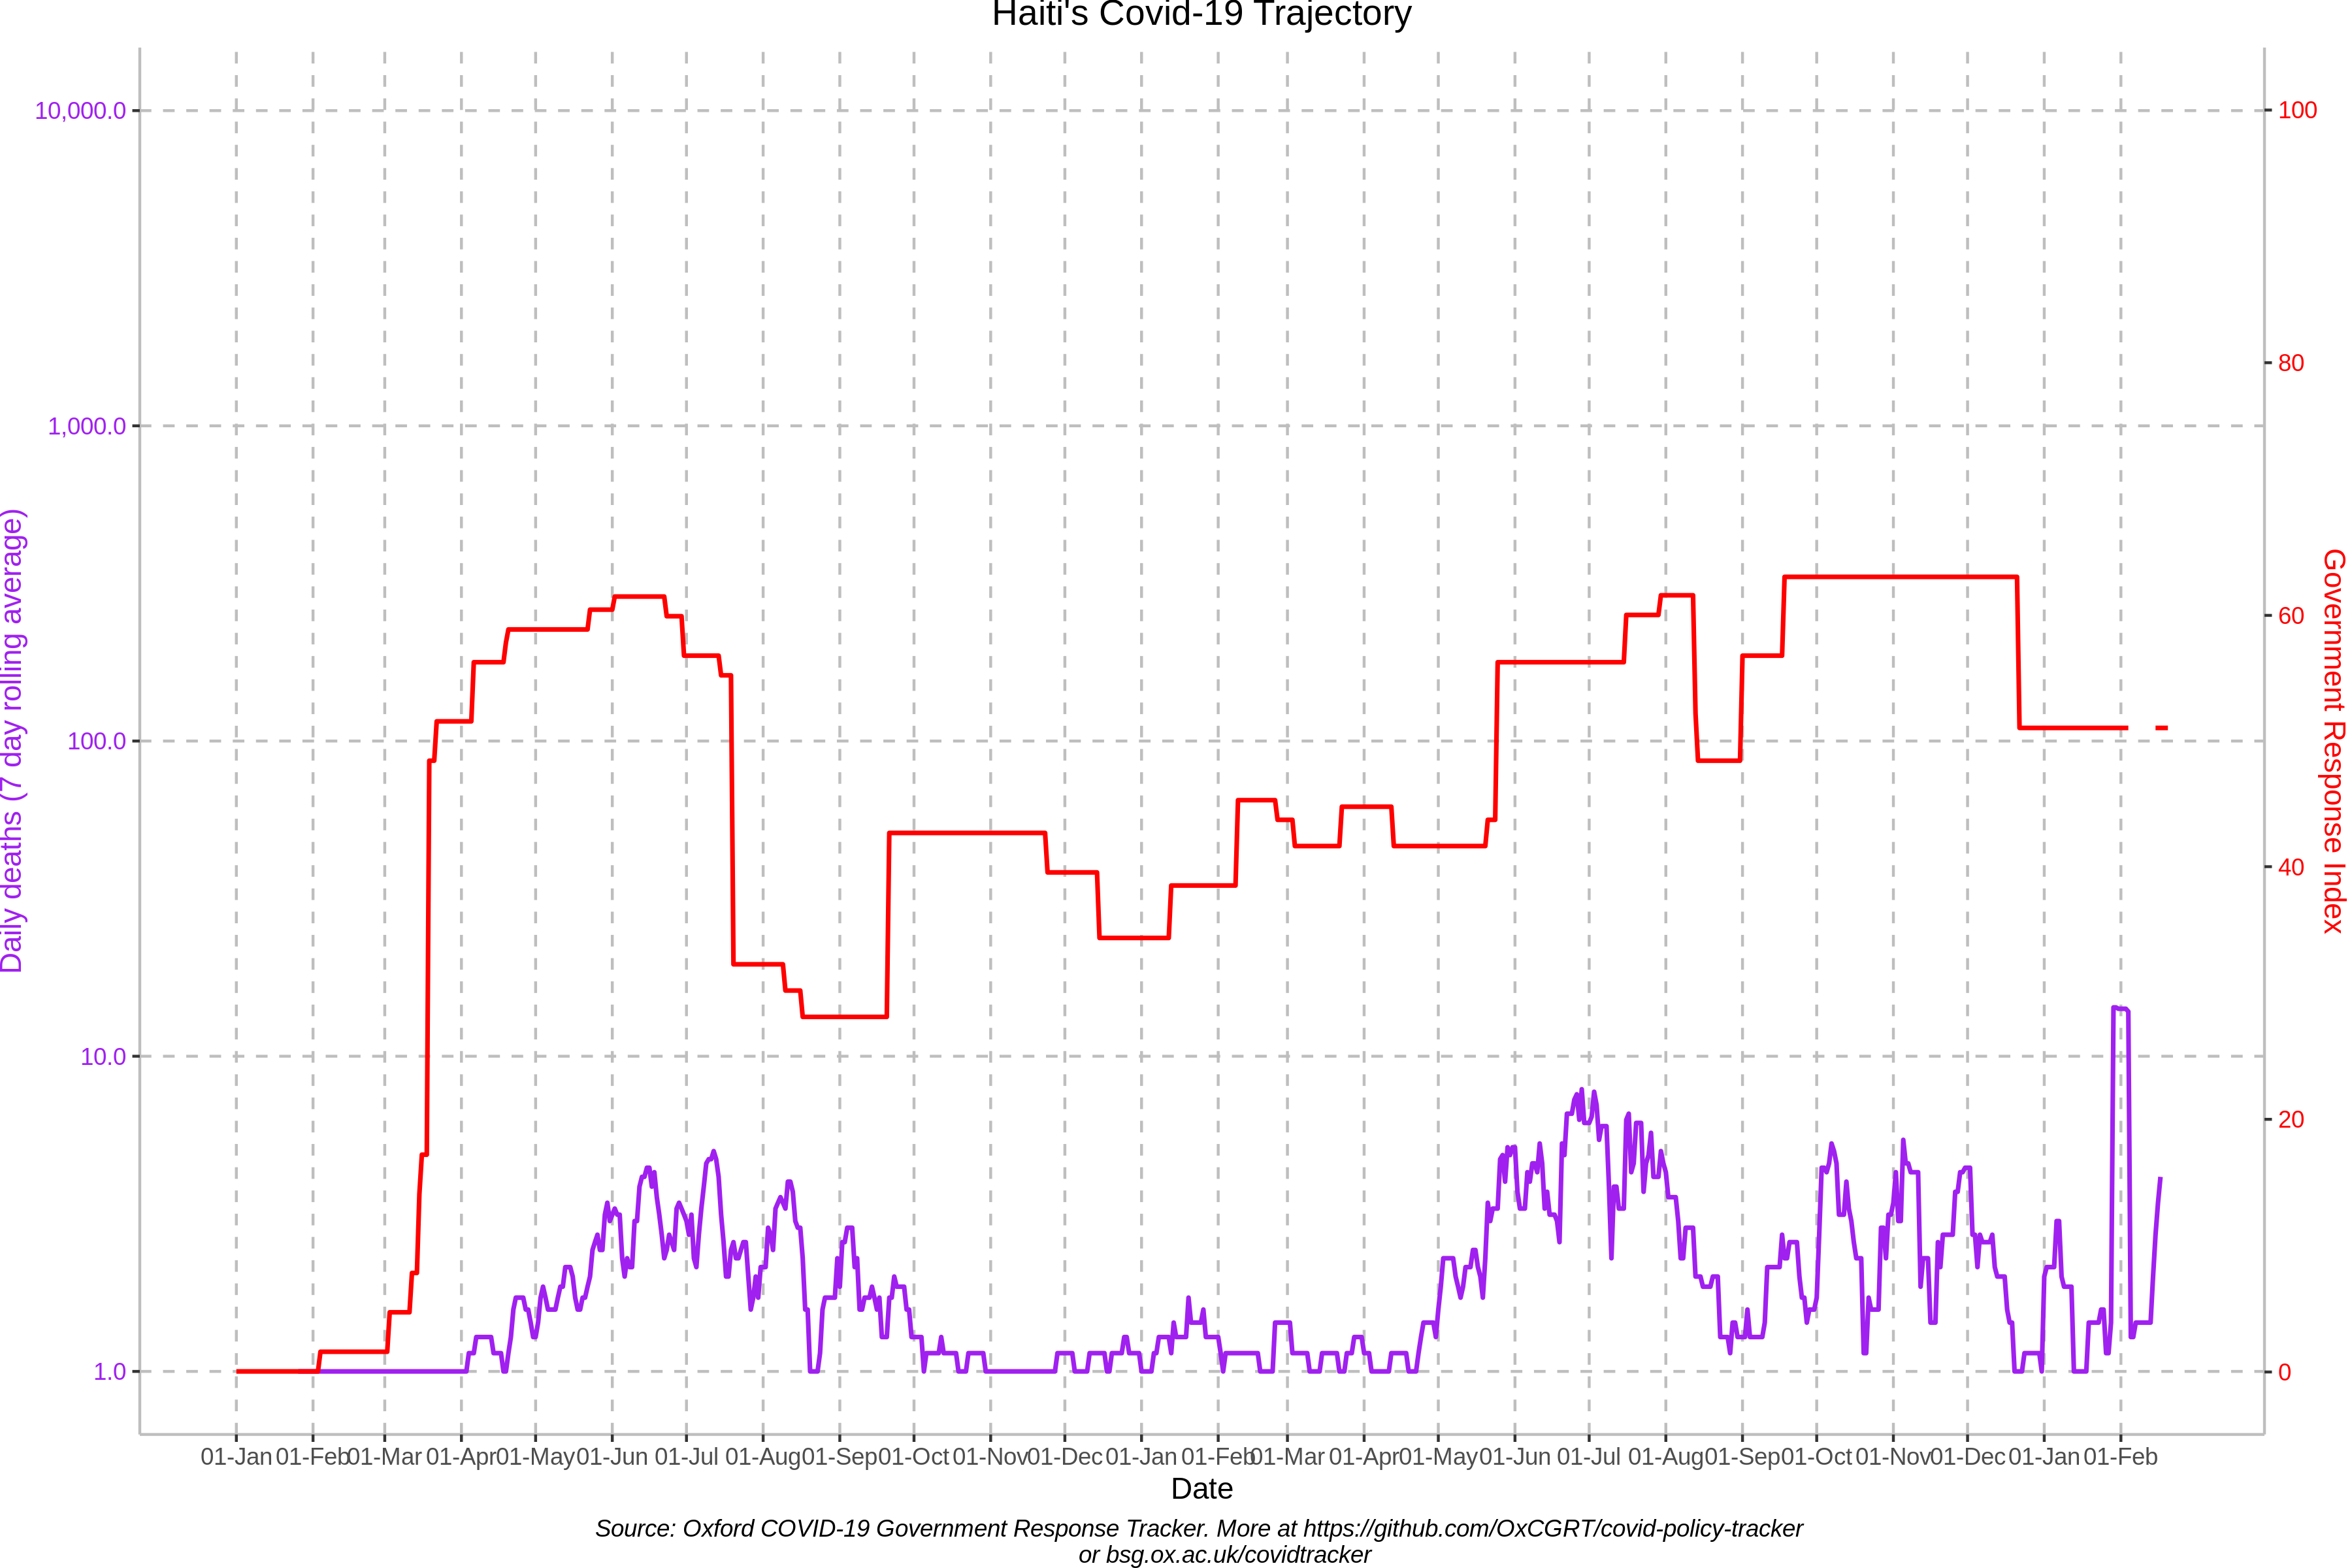 Haiti's Covid-19 Trajectory
10,000.0
1,000.0
100.0
10.0
1.0
Daily deaths (7 day rolling average)
100
80
60
40
20
0
Government Response Index
01-Jan 01-Feb 01-Mar 01-Apr 01-May 01-Jun 01-Jul 01-Aug 01-Sep 01-Oct 01-Nov 01-Dec 01-Jan 01-Feb 01-Mar 01-Apr 01-May 01-Jun 01-Jul 01-Aug 01-Sep 01-Oct 01-Nov 01-Dec 01-Jan 01-Feb
Date
Source: Oxford COVID-19 Government Response Tracker. More at https://github.com/OxCGRT/covid-policy-tracker
or bsg.ox.ac.uk/covidtracker